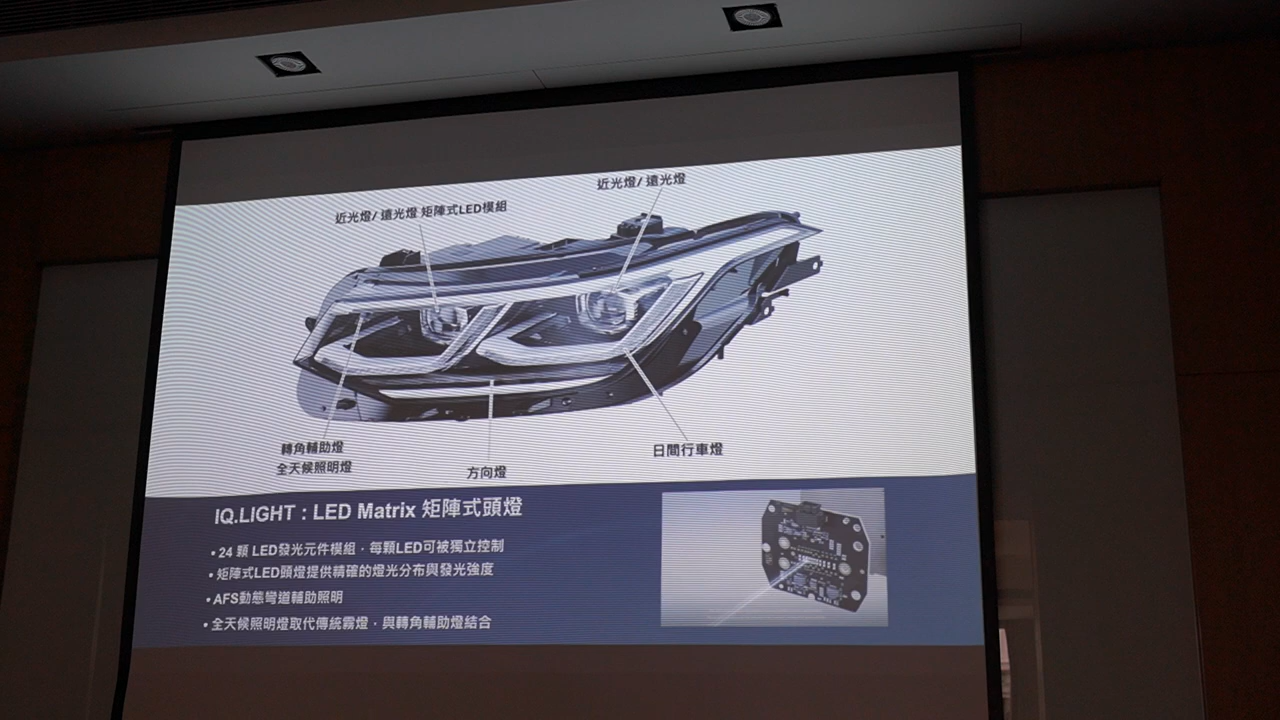 近光燈/ 遠光燈
近光燈/ 遠光燈 矩陣式LED模組
轉角輔助燈
全天候照明燈
方向燈
日間行車燈
IQ.LIGHT : LED Matrix 矩陣式頭燈
• 24 顆 LED發光元件模組，每顆LED可被獨立控制
• 矩陣式LED頭燈提供精確的燈光分布與發光強度
• AFS動態彎道輔助照明
• 全天候照明燈取代傳統霧燈，與轉角輔助燈結合